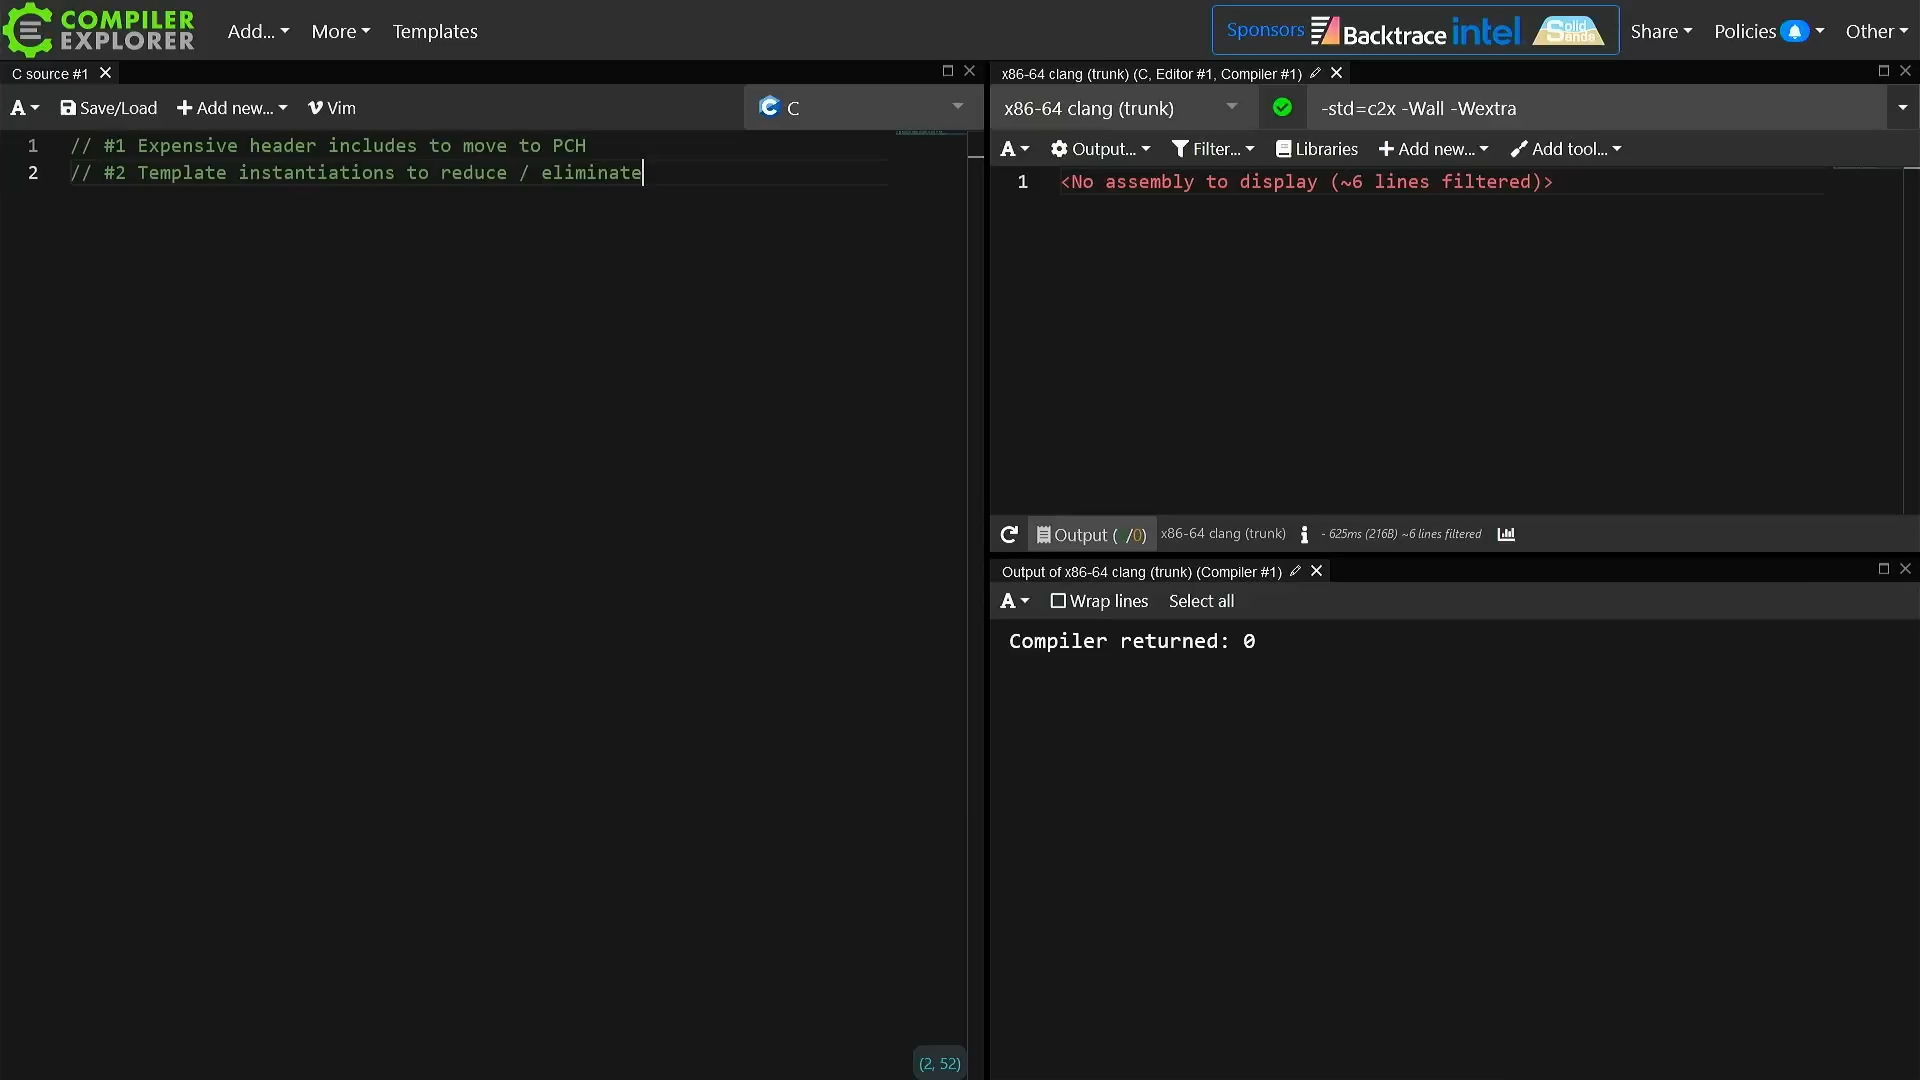 COMPILER
EXPLORER
Add...
More
Templates
Sponsors
Backtrace
intel
Solid
Sands
Share
Policies
Other
C source #1
A
Save/Load
Add new...
Vim
C
1 // #1 Expensive header includes to move to PCH
2 // #2 Template instantiations to reduce / eliminate
(2, 52)
x86-64 clang (trunk) (C, Editor #1, Compiler #1)
x86-64 clang (trunk)
-std=c2x -Wall -Wextra
A
Output...
Filter...
Libraries
Add new...
Add tool...
1 <No assembly to display (~6 lines filtered)>
Output ( /0)
x86-64 clang (trunk)
- 625ms (216B) ~6 lines filtered
Output of x86-64 clang (trunk) (Compiler #1)
A
Wrap lines
Select all
Compiler returned: 0